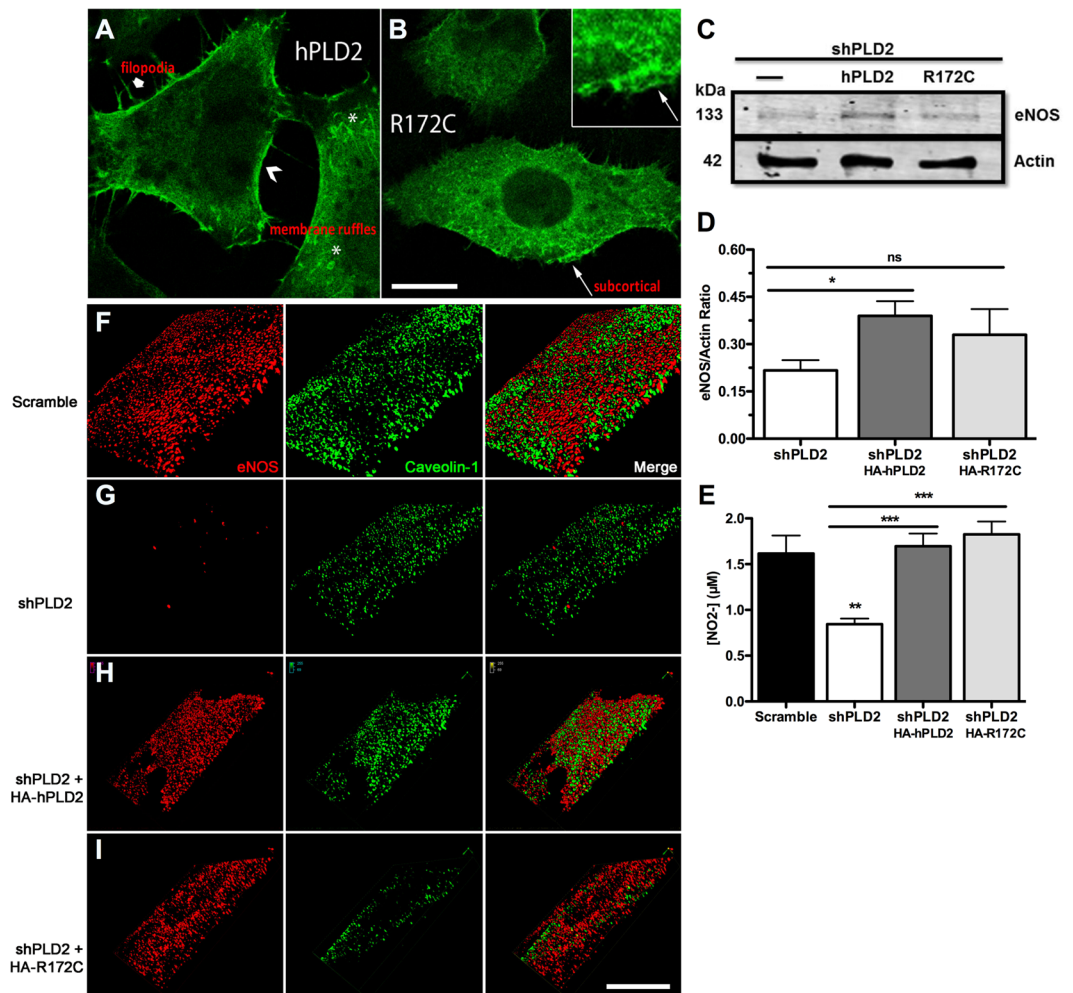 A
hPLD2
filopodia
*
membrane ruffles
*
B
R172C
subcortical
C
shPLD2
—
hPLD2
R172C
kDa
133
eNOS
42
Actin
D
ns
*
eNOS/Actin Ratio
0.60
0.45
0.30
0.15
0.00
shPLD2
shPLD2
HA-hPLD2
shPLD2
HA-R172C
E
***
***
**
[NO2-] (µM)
2.0
1.5
1.0
0.5
0.0
Scramble
shPLD2
shPLD2
HA-hPLD2
shPLD2
HA-R172C
F
Scramble
eNOS
Caveolin-1
Merge
G
shPLD2
H
shPLD2 +
HA-hPLD2
I
shPLD2 +
HA-R172C